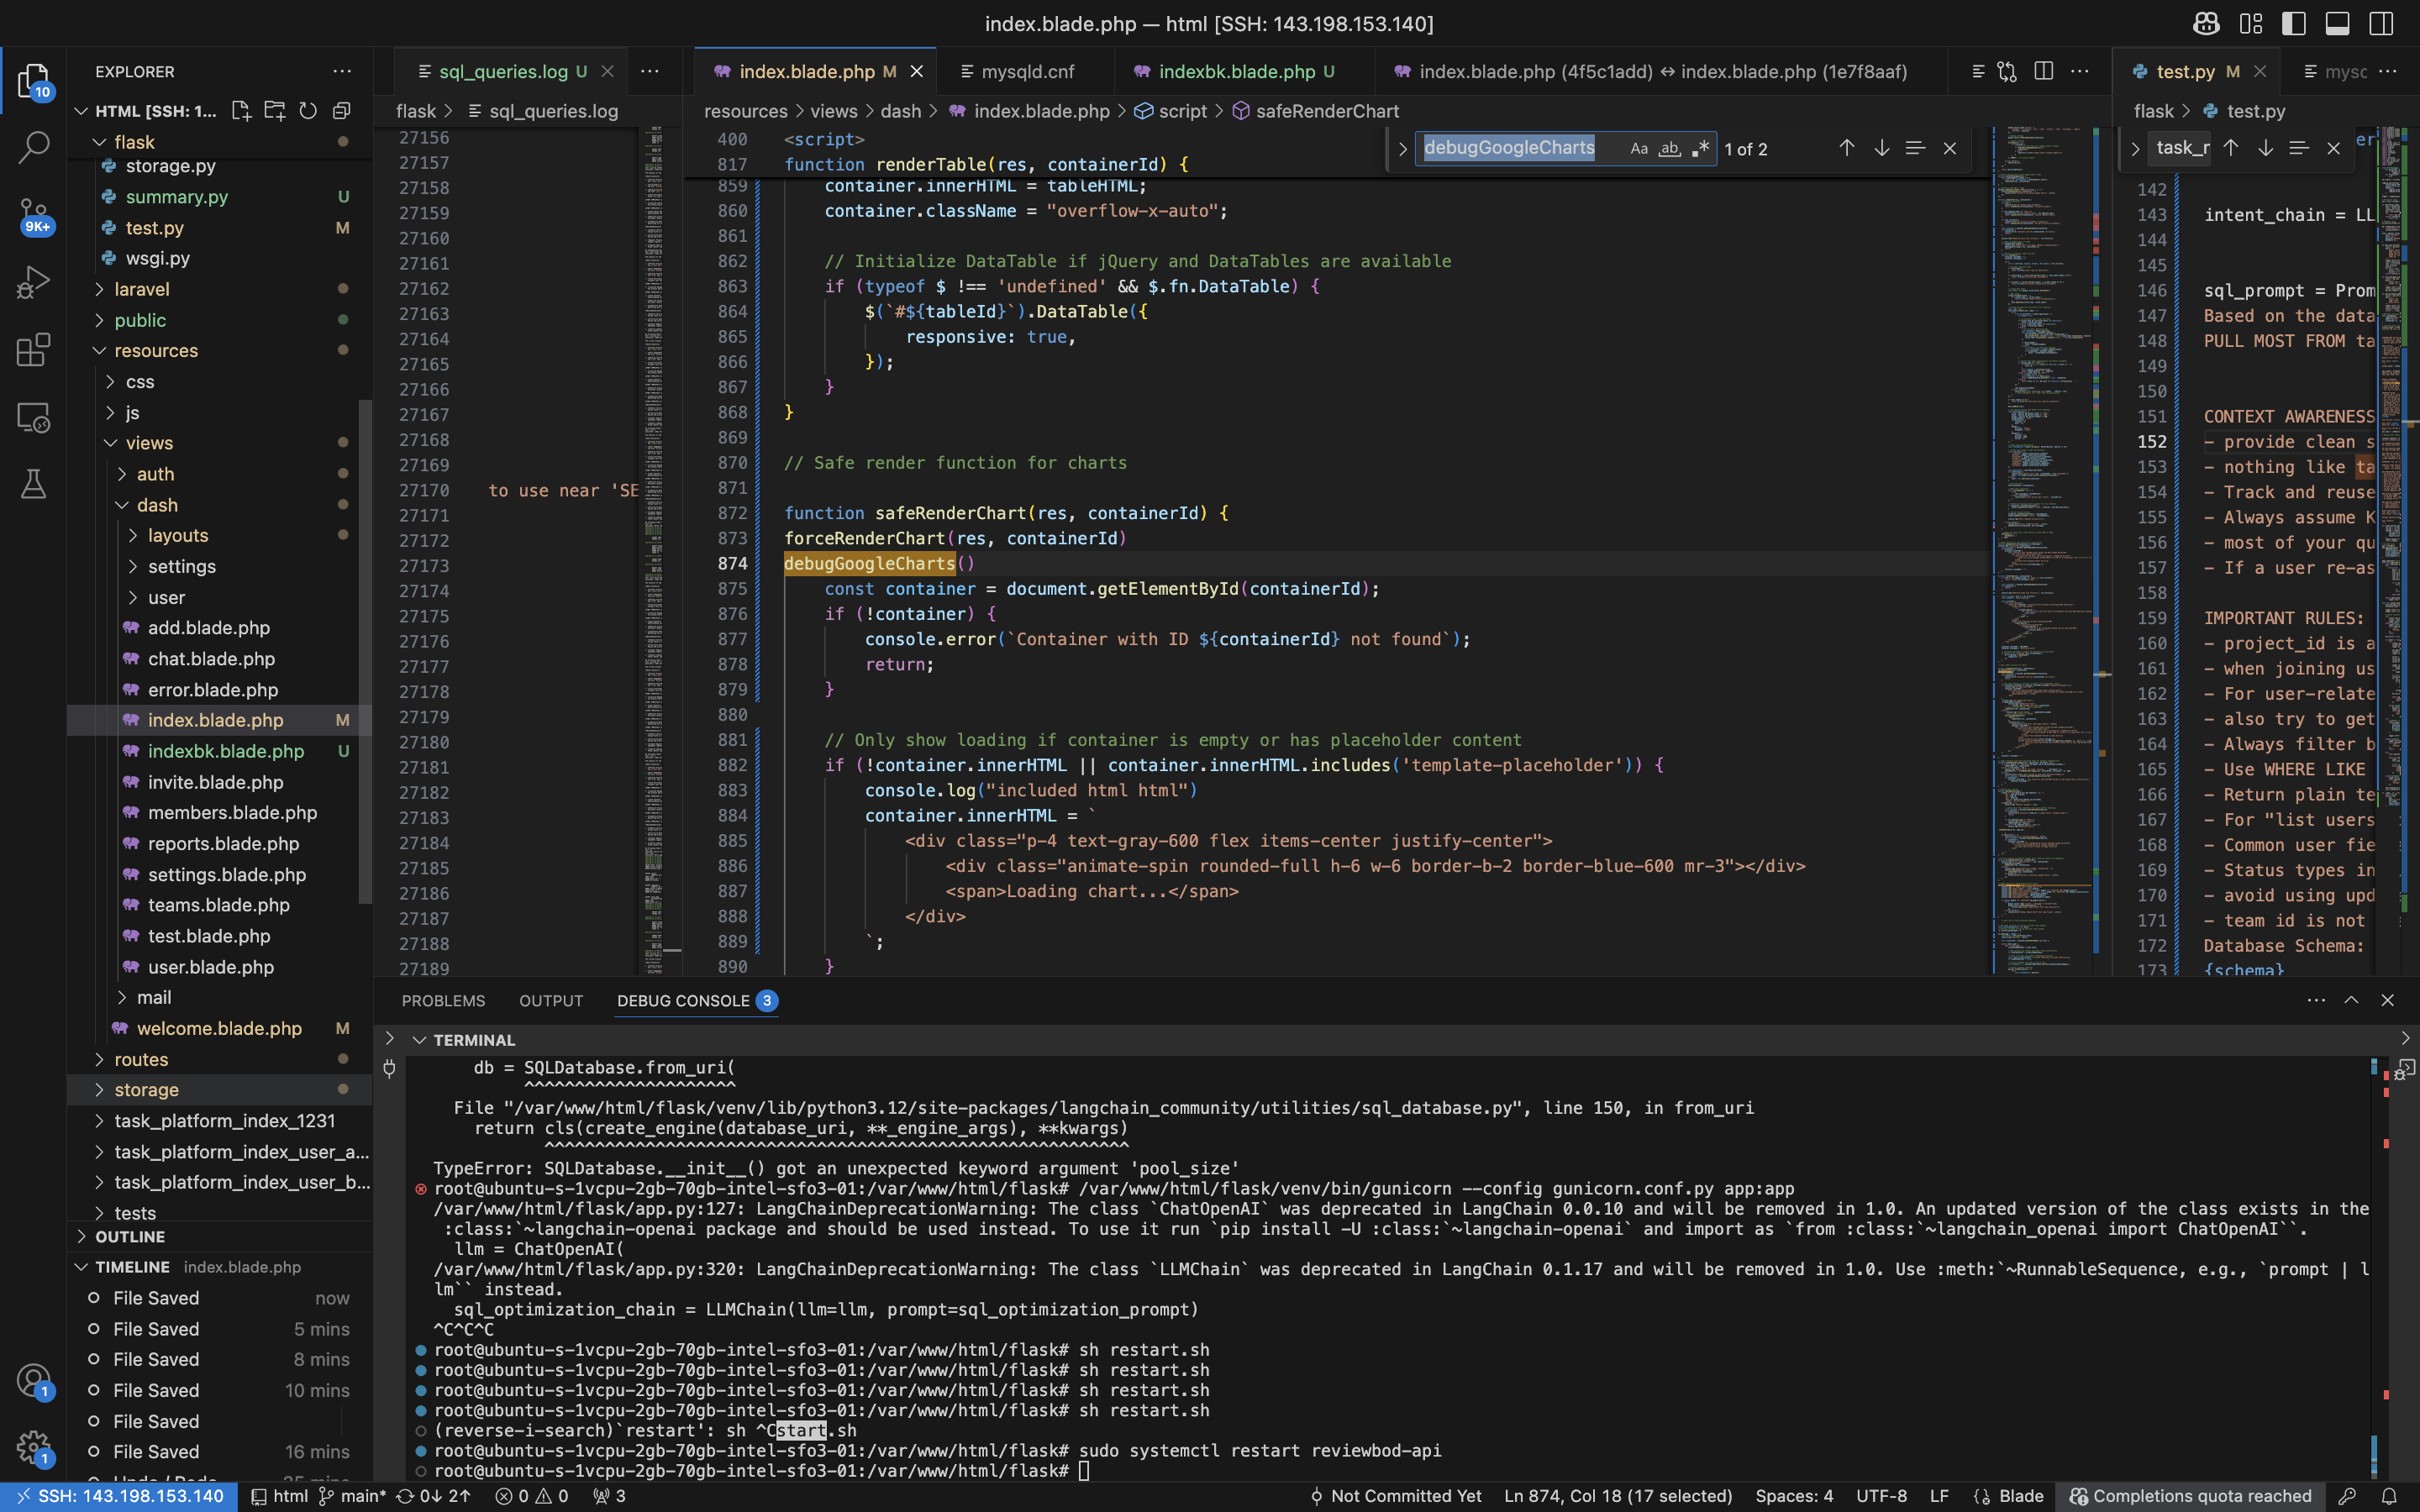 index.blade.php — html [SSH: 143.198.153.140]
EXPLORER
10
9K+
1
1
HTML [SSH: 1...
flask
storage.py
summary.py U
test.py M
wsgi.py
laravel
public
resources
css
js
views
auth
dash
layouts
settings
user
add.blade.php
chat.blade.php
error.blade.php
index.blade.php M
indexbk.blade.php U
invite.blade.php
members.blade.php
reports.blade.php
settings.blade.php
teams.blade.php
test.blade.php
user.blade.php
mail
welcome.blade.php M
routes
storage
task_platform_index_1231
task_platform_index_user_a...
task_platform_index_user_b...
tests
OUTLINE
TIMELINE index.blade.php
File Saved now
File Saved 5 mins
File Saved 8 mins
File Saved 10 mins
File Saved
File Saved 16 mins
sql_queries.log U
flask > sql_queries.log
27156
27157
27158
27159
27160
27161
27162
27163
27164
27165
27166
27167
27168
27169
27170 to use near 'SE
27171
27172
27173
27174
27175
27176
27177
27178
27179
27180
27181
27182
27183
27184
27185
27186
27187
27188
27189
index.blade.php M
mysqld.cnf
indexbk.blade.php U
index.blade.php (4f5c1add) ↔ index.blade.php (1e7f8aaf)
resources > views > dash > index.blade.php > script > safeRenderChart
debugGoogleCharts Aa ab .* 1 of 2
400 <script>
817 function renderTable(res, containerId) {
859 container.innerHTML = tableHTML;
860 container.className = "overflow-x-auto";
861
862 // Initialize DataTable if jQuery and DataTables are available
863 if (typeof $ !== 'undefined' && $.fn.DataTable) {
864 $(`#${tableId}`).DataTable({
865 responsive: true,
866 });
867 }
868 }
869
870 // Safe render function for charts
871
872 function safeRenderChart(res, containerId) {
873 forceRenderChart(res, containerId)
874 debugGoogleCharts()
875 const container = document.getElementById(containerId);
876 if (!container) {
877 console.error(`Container with ID ${containerId} not found`);
878 return;
879 }
880
881 // Only show loading if container is empty or has placeholder content
882 if (!container.innerHTML || container.innerHTML.includes('template-placeholder')) {
883 console.log("included html html")
884 container.innerHTML = `
885 <div class="p-4 text-gray-600 flex items-center justify-center">
886 <div class="animate-spin rounded-full h-6 w-6 border-b-2 border-blue-600 mr-3"></div>
887 <span>Loading chart...</span>
888 </div>
889 `;
890 }
test.py M
mysc
flask > test.py
task_r
142
143 intent_chain = LL
144
145
146 sql_prompt = Prom
147 Based on the data
148 PULL MOST FROM ta
149
150
151 CONTEXT AWARENESS
152 - provide clean s
153 - nothing like ta
154 - Track and reuse
155 - Always assume K
156 - most of your qu
157 - If a user re-as
158
159 IMPORTANT RULES:
160 - project_id is a
161 - when joining us
162 - For user-relate
163 - also try to get
164 - Always filter b
165 - Use WHERE LIKE
166 - Return plain te
167 - For "list users
168 - Common user fie
169 - Status types in
170 - avoid using upd
171 - team id is not
172 Database Schema:
173 {schema}
PROBLEMS OUTPUT DEBUG CONSOLE 3
TERMINAL
db = SQLDatabase.from_uri(
^^^^^^^^^^^^^^^^^^^^^
File "/var/www/html/flask/venv/lib/python3.12/site-packages/langchain_community/utilities/sql_database.py", line 150, in from_uri
return cls(create_engine(database_uri, **_engine_args), **kwargs)
^^^^^^^^^^^^^^^^^^^^^^^^^^^^^^^^^^^^^^^^^^^^^^^^^^^^^^^^^^
TypeError: SQLDatabase.__init__() got an unexpected keyword argument 'pool_size'
root@ubuntu-s-1vcpu-2gb-70gb-intel-sfo3-01:/var/www/html/flask# /var/www/html/flask/venv/bin/gunicorn --config gunicorn.conf.py app:app
/var/www/html/flask/app.py:127: LangChainDeprecationWarning: The class `ChatOpenAI` was deprecated in LangChain 0.0.10 and will be removed in 1.0. An updated version of the class exists in the
:class:`~langchain-openai package and should be used instead. To use it run `pip install -U :class:`~langchain-openai` and import as `from :class:`~langchain_openai import ChatOpenAI``.
llm = ChatOpenAI(
/var/www/html/flask/app.py:320: LangChainDeprecationWarning: The class `LLMChain` was deprecated in LangChain 0.1.17 and will be removed in 1.0. Use :meth:`~RunnableSequence, e.g., `prompt | l
lm`` instead.
sql_optimization_chain = LLMChain(llm=llm, prompt=sql_optimization_prompt)
^C^C^C
root@ubuntu-s-1vcpu-2gb-70gb-intel-sfo3-01:/var/www/html/flask# sh restart.sh
root@ubuntu-s-1vcpu-2gb-70gb-intel-sfo3-01:/var/www/html/flask# sh restart.sh
root@ubuntu-s-1vcpu-2gb-70gb-intel-sfo3-01:/var/www/html/flask# sh restart.sh
root@ubuntu-s-1vcpu-2gb-70gb-intel-sfo3-01:/var/www/html/flask# sh restart.sh
(reverse-i-search)`restart': sh ^Cstart.sh
root@ubuntu-s-1vcpu-2gb-70gb-intel-sfo3-01:/var/www/html/flask# sudo systemctl restart reviewbod-api
root@ubuntu-s-1vcpu-2gb-70gb-intel-sfo3-01:/var/www/html/flask#
SSH: 143.198.153.140 html main* 0↓ 2↑ 0 0 3
Not Committed Yet Ln 874, Col 18 (17 selected) Spaces: 4 UTF-8 LF Blade Completions quota reached